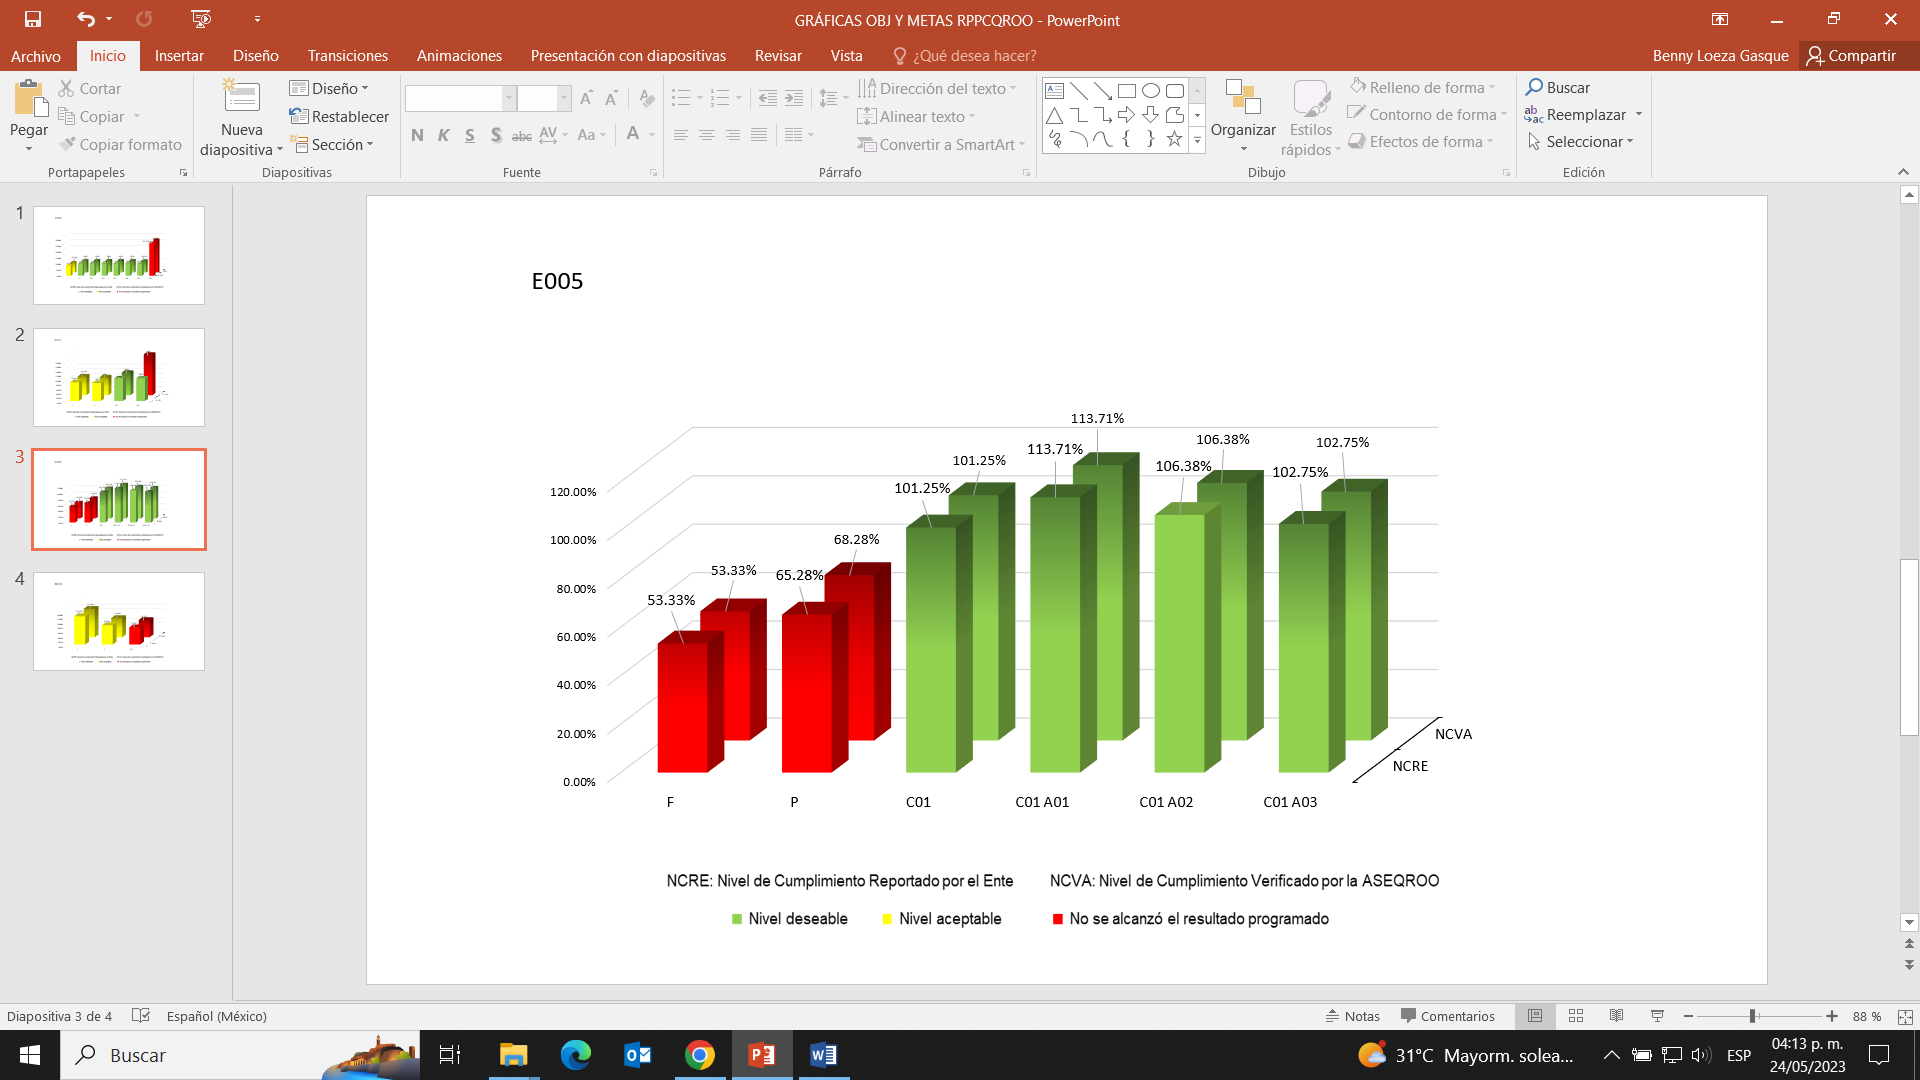 GRÁFICAS OBJ Y METAS RPPCQROO - PowerPoint
Archivo Inicio Insertar Diseño Transiciones Animaciones Presentación con diapositivas Revisar Vista ¿Qué desea hacer? Benny Loeza Gasque Compartir
Pegar
Cortar
Copiar
Copiar formato
Portapapeles
Nueva
diapositiva
Diseño
Restablecer
Sección
Diapositivas
N K S S abc AV Aa A
Fuente
Dirección del texto
Alinear texto
Convertir a SmartArt
Párrafo
Organizar
Estilos
rápidos
Relleno de forma
Contorno de forma
Efectos de forma
Dibujo
Buscar
Reemplazar
Seleccionar
Edición
1
2
3
4
E005
113.71%
106.38%
102.75%
113.71%
101.25%
106.38%
102.75%
101.25%
68.28%
65.28%
53.33%
53.33%
120.00%
100.00%
80.00%
60.00%
40.00%
20.00%
0.00%
NCVA
NCRE
F P C01 C01 A01 C01 A02 C01 A03
NCRE: Nivel de Cumplimiento Reportado por el Ente NCVA: Nivel de Cumplimiento Verificado por la ASEQROO
Nivel deseable Nivel aceptable No se alcanzó el resultado programado
Diapositiva 3 de 4 Español (México) Notas Comentarios 88 %
Buscar
31°C Mayorm. solea... ESP
04:13 p. m.
24/05/2023